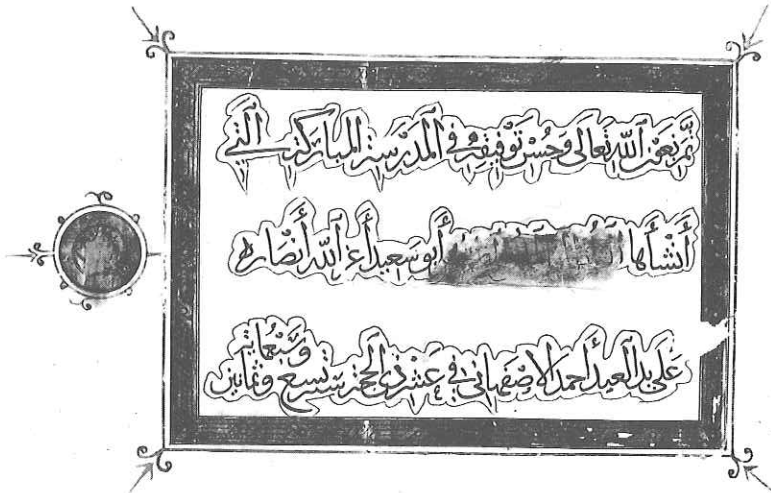 تم بعون الله تعالى وحسن توفيقه في المدرسة المباركة التي
أنشأها أبو سعيد أعز الله أنصاره
على يد العبد أحمد الاصفهاني في عشر ذي الحجة سنة تسع وثمانين وسبعمائة